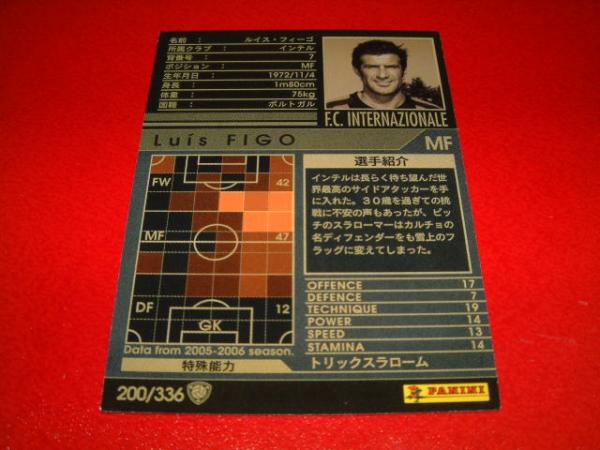 名前 : ルイス・フィーゴ
所属クラブ : インテル
背番号 : 7
ポジション : MF
生年月日 : 1972/11/4
身長 : 1m80cm
体重 : 75kg
国籍 : ポルトガル
F.C. INTERNAZIONALE
Luís FIGO
MF
FW 42
MF 47
DF 12
GK
Data from 2005-2006 season.
選手紹介
インテルは長らく待ち望んだ世
界最高のサイドアタッカーを手
に入れた。30歳を過ぎての挑
戦に不安の声もあったが、ピッ
チのスラローマーはカルチョの
名ディフェンダーをも雪上のフ
ラッグに変えてしまった。
OFFENCE 17
DEFENCE 7
TECHNIQUE 19
POWER 14
SPEED 13
STAMINA 14
特殊能力
トリックスラローム
200/336
PANINI